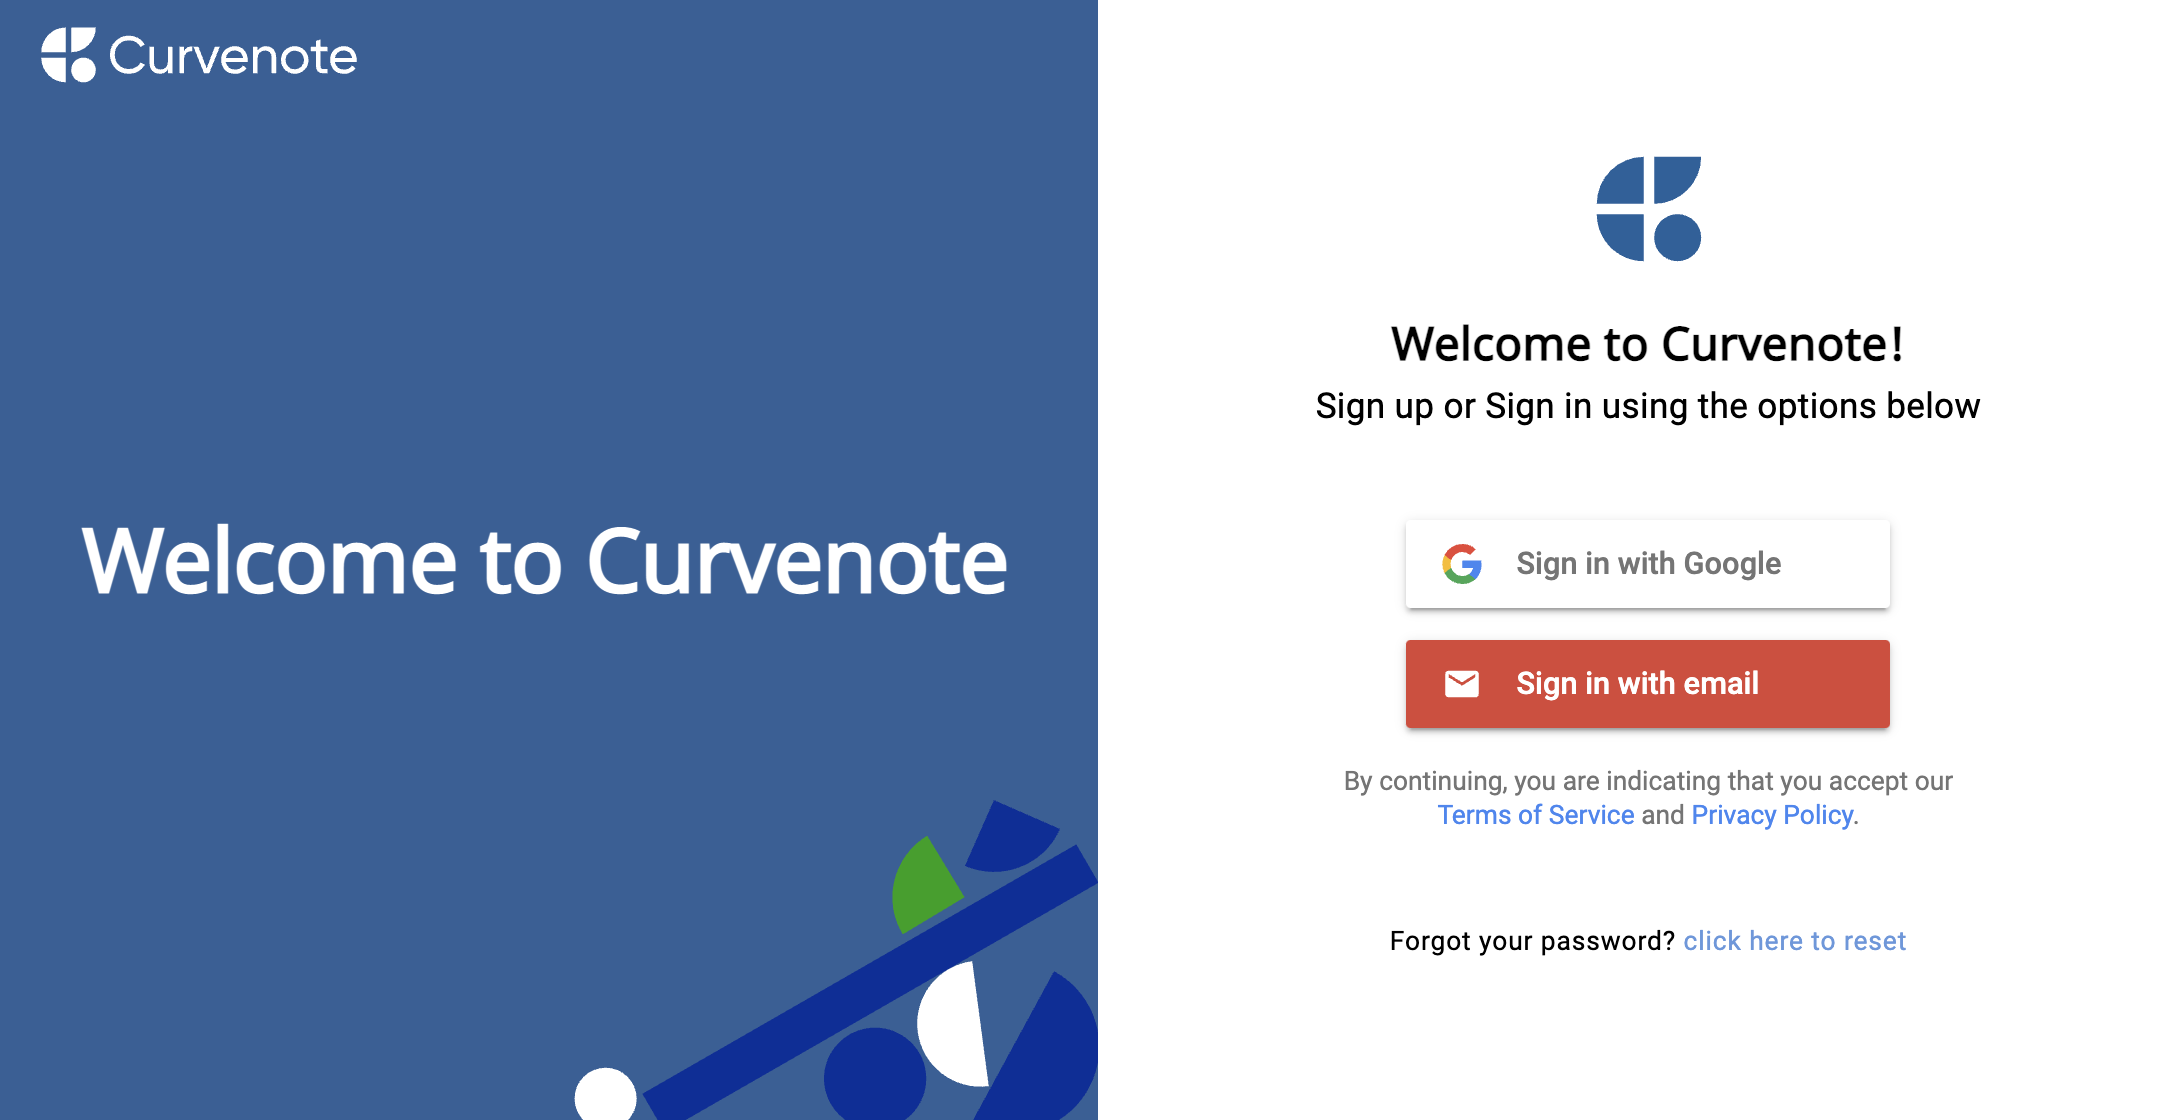 Curvenote
Welcome to Curvenote
Welcome to Curvenote!
Sign up or Sign in using the options below
Sign in with Google
Sign in with email
By continuing, you are indicating that you accept our
Terms of Service and Privacy Policy.
Forgot your password? click here to reset